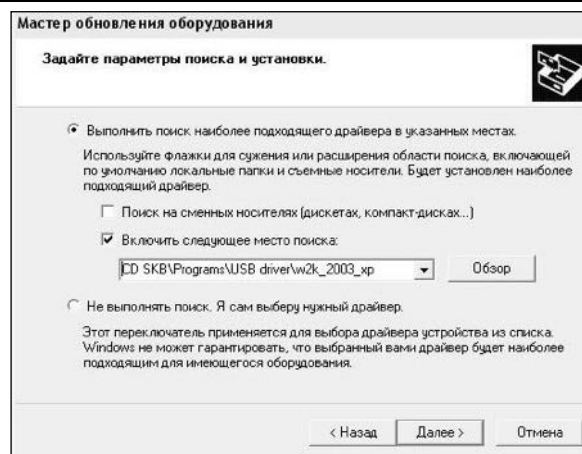 Мастер обновления оборудования
Задайте параметры поиска и установки.
Выполнить поиск наиболее подходящего драйвера в указанных местах.
Используйте флажки для сужения или расширения области поиска, включающей
по умолчанию локальные папки и съемные носители. Будет установлен наиболее
подходящий драйвер.
Поиск на сменных носителях (дискетах, компакт-дисках...)
Включить следующее место поиска:
CD SKB\Programs\USB driver\w2k_2003_xp
Обзор
Не выполнять поиск. Я сам выберу нужный драйвер.
Этот переключатель применяется для выбора драйвера устройства из списка.
Windows не может гарантировать, что выбранный вами драйвер будет наиболее
подходящим для имеющегося оборудования.
< Назад Далее > Отмена